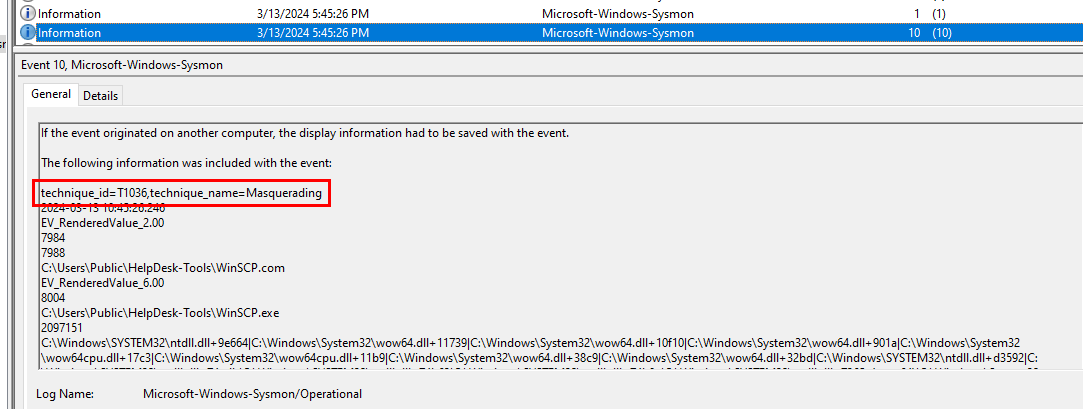 Information 3/13/2024 5:45:26 PM Microsoft-Windows-Sysmon 1 (1)
Information 3/13/2024 5:45:26 PM Microsoft-Windows-Sysmon 10 (10)
Event 10, Microsoft-Windows-Sysmon
General Details
If the event originated on another computer, the display information had to be saved with the event.
The following information was included with the event:
technique_id=T1036,technique_name=Masquerading
2024-03-13 10:45:26.246
EV_RenderedValue_2.00
7984
7988
C:\Users\Public\HelpDesk-Tools\WinSCP.com
EV_RenderedValue_6.00
8004
C:\Users\Public\HelpDesk-Tools\WinSCP.exe
2097151
C:\Windows\SYSTEM32\ntdll.dll+9e664|C:\Windows\System32\wow64.dll+11739|C:\Windows\System32\wow64.dll+10f10|C:\Windows\System32\wow64.dll+901a|C:\Windows\System32
\wow64cpu.dll+17c3|C:\Windows\System32\wow64cpu.dll+11b9|C:\Windows\System32\wow64.dll+38c9|C:\Windows\System32\wow64.dll+32bd|C:\Windows\SYSTEM32\ntdll.dll+d3592|C:
Log Name: Microsoft-Windows-Sysmon/Operational